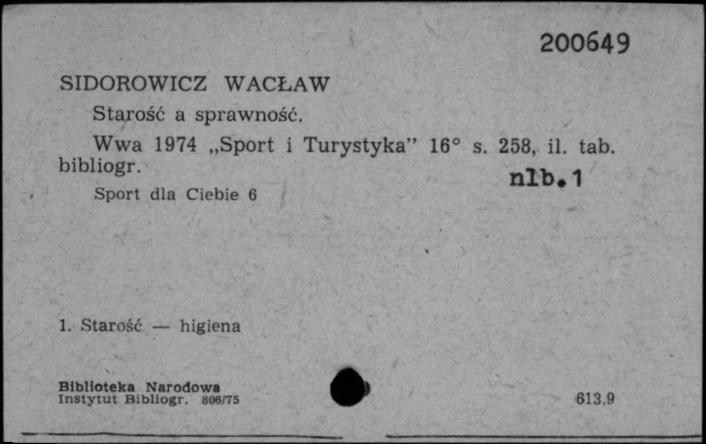 200649
SIDOROWICZ WACŁAW
Starość a sprawność.
Wwa 1974 „Sport i Turystyka” 16° s. 258, il. tab.
bibliogr.
nlb.1
Sport dla Ciebie 6
1. Starość — higiena
Biblioteka Narodowa
Instytut Bibliogr. 806/75
613.9